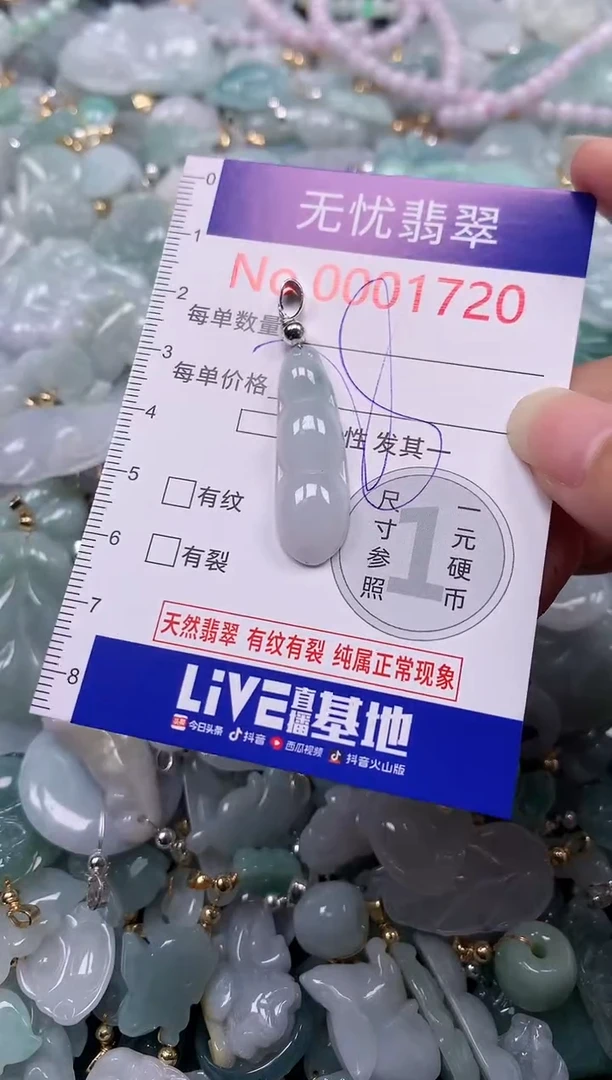 0
无忧翡翠
1
No 0001720
2
每单数量
3
每单价格
4
性 发其一
5
有纹
尺寸参照
1
一元硬币
6
有裂
7
天然翡翠 有纹有裂 纯属正常现象
8
LiVE直播基地
今日头条 抖音 西瓜视频 抖音火山版